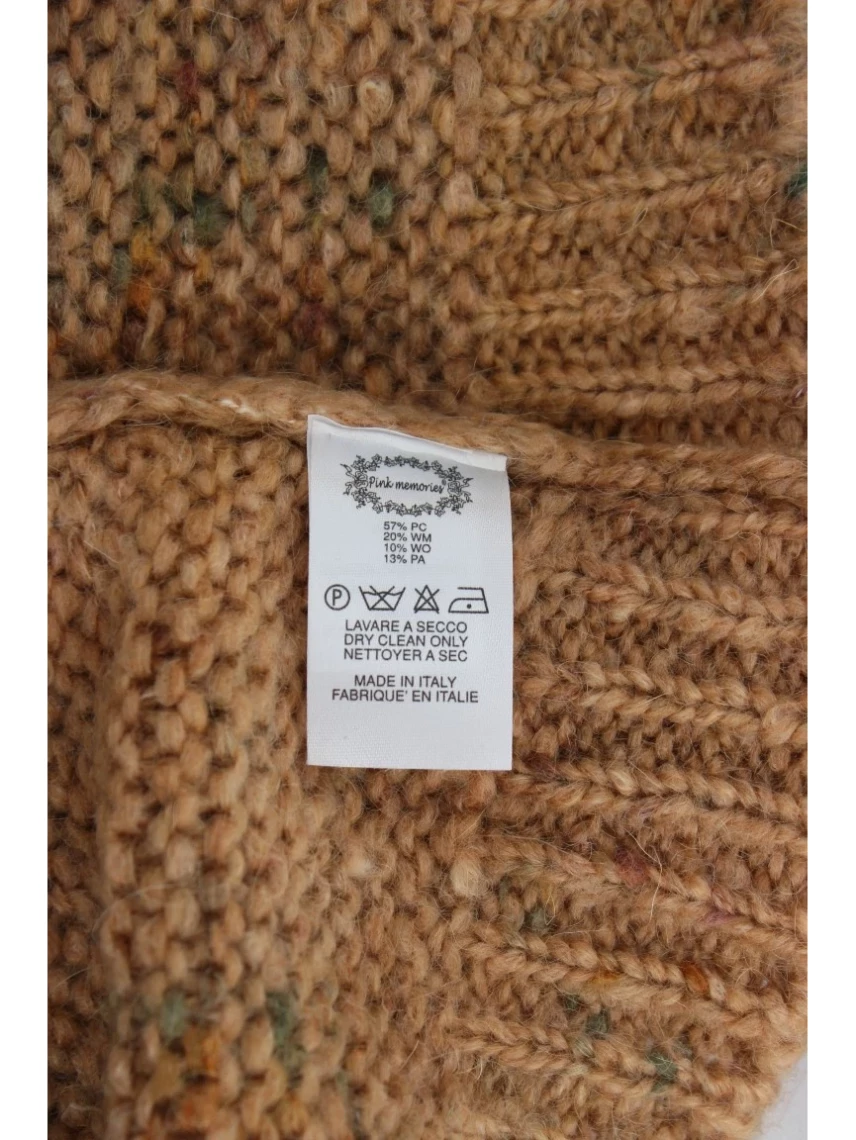 Pink memories
57% PC
20% WM
10% WO
13% PA
P
LAVARE A SECCO
DRY CLEAN ONLY
NETTOYER A SEC
MADE IN ITALY
FABRIQUE' EN ITALIE